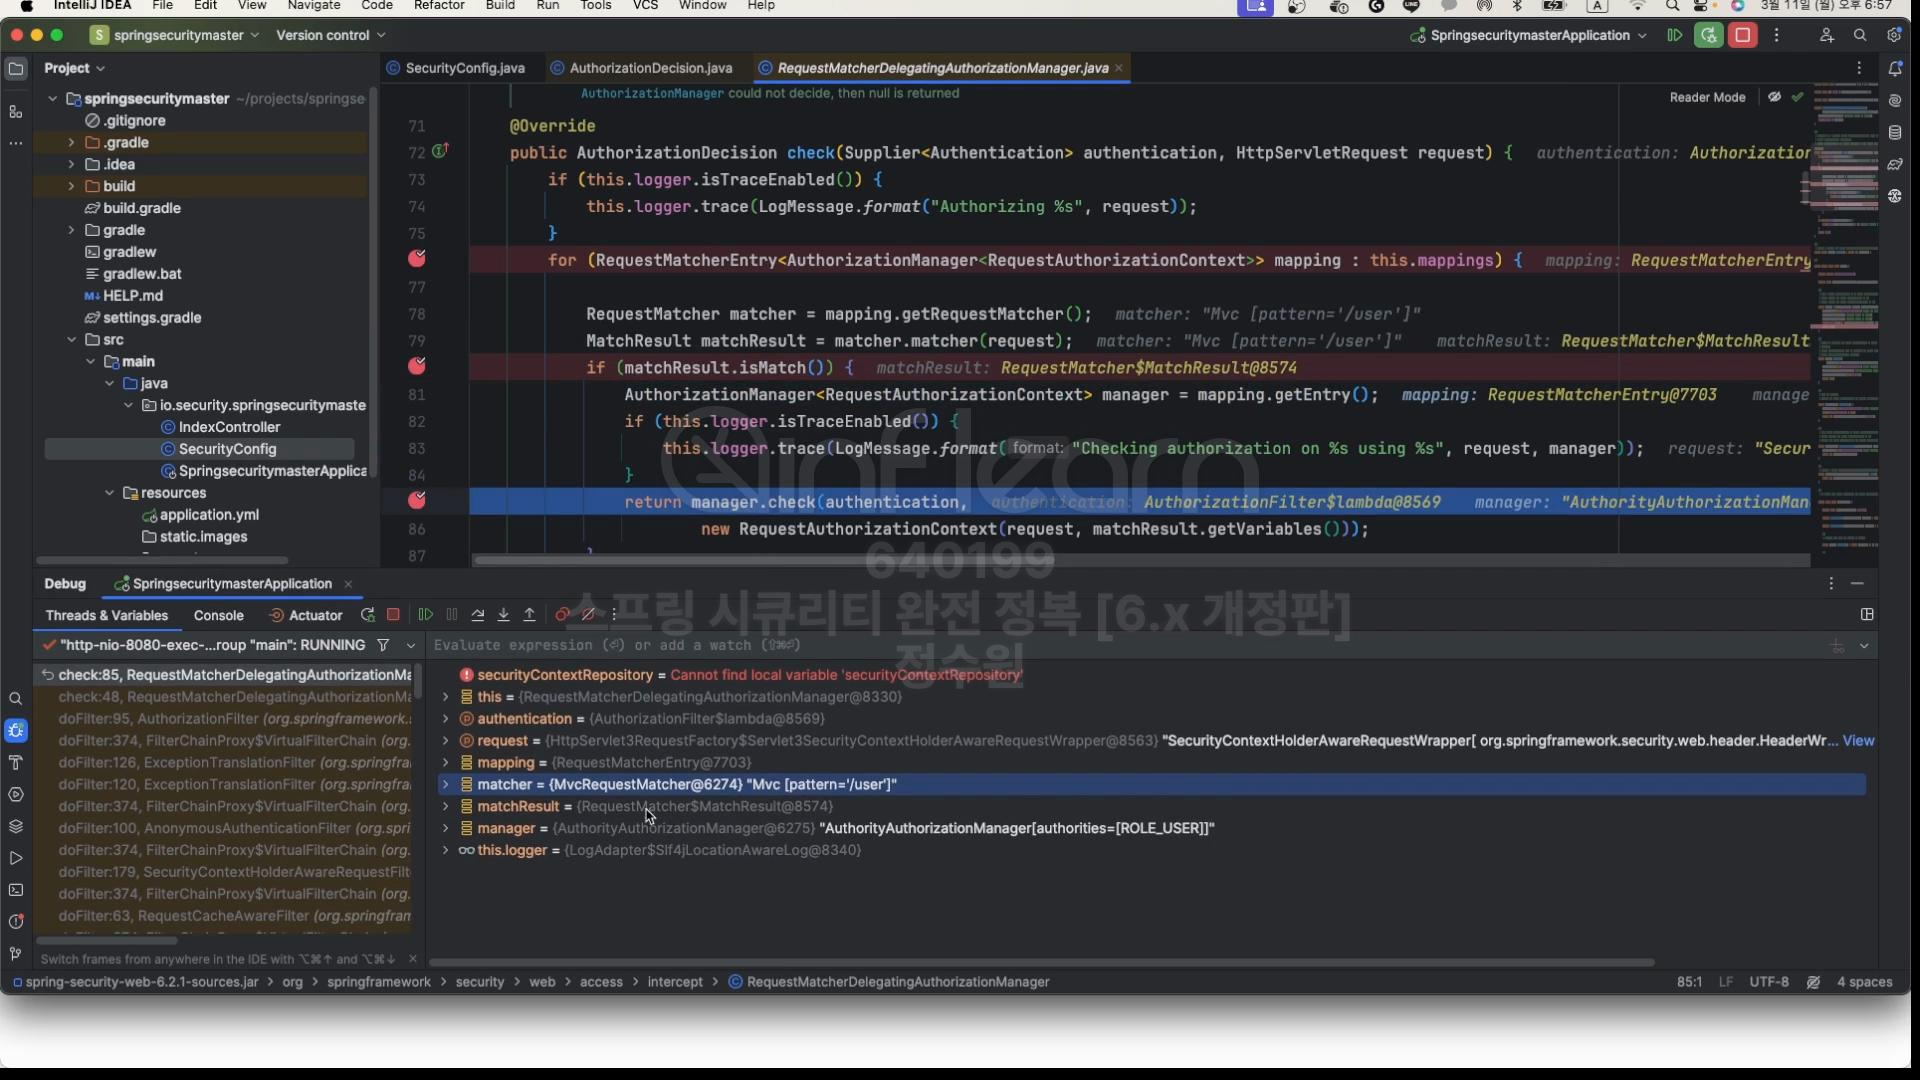 IntelliJ IDEA File Edit View Navigate Code Refactor Build Run Tools VCS Window Help A 3월 11일 (월) 오후 6:57
S springsecuritymaster Version control SpringsecuritymasterApplication
Project SecurityConfig.java AuthorizationDecision.java RequestMatcherDelegatingAuthorizationManager.java
springsecuritymaster ~/projects/springse
.gitignore
.gradle
.idea
build
build.gradle
gradle
gradlew
gradlew.bat
HELP.md
settings.gradle
src
main
java
io.security.springsecuritymaste
IndexController
SecurityConfig
SpringsecuritymasterApplica
resources
application.yml
static.images
AuthorizationManager could not decide, then null is returned
Reader Mode
71 @Override
72 public AuthorizationDecision check(Supplier<Authentication> authentication, HttpServletRequest request) { authentication: Authorization
73 if (this.logger.isTraceEnabled()) {
74 this.logger.trace(LogMessage.format("Authorizing %s", request));
75 }
for (RequestMatcherEntry<AuthorizationManager<RequestAuthorizationContext>> mapping : this.mappings) { mapping: RequestMatcherEntry
77
78 RequestMatcher matcher = mapping.getRequestMatcher(); matcher: "Mvc [pattern='/user']"
79 MatchResult matchResult = matcher.matcher(request); matcher: "Mvc [pattern='/user']" matchResult: RequestMatcher$MatchResult
if (matchResult.isMatch()) { matchResult: RequestMatcher$MatchResult@8574
81 AuthorizationManager<RequestAuthorizationContext> manager = mapping.getEntry(); mapping: RequestMatcherEntry@7703 manage
82 if (this.logger.isTraceEnabled()) {
83 this.logger.trace(LogMessage.format( format: "Checking authorization on %s using %s", request, manager)); request: "Secur
84 }
return manager.check(authentication, authentication: AuthorizationFilter$lambda@8569 manager: "AuthorityAuthorizationMan
86 new RequestAuthorizationContext(request, matchResult.getVariables()));
87 }
inflearn
640199
스프링 시큐리티 완전 정복 [6.x 개정판]
정수원
Debug SpringsecuritymasterApplication
Threads & Variables Console Actuator
"http-nio-8080-exec-...roup "main": RUNNING
Evaluate expression (⏎) or add a watch (⇧⌘⏎)
check:85, RequestMatcherDelegatingAuthorizationMa
check:48, RequestMatcherDelegatingAuthorizationMa
doFilter:95, AuthorizationFilter (org.springframework.
doFilter:374, FilterChainProxy$VirtualFilterChain (org.
doFilter:126, ExceptionTranslationFilter (org.springfra
doFilter:120, ExceptionTranslationFilter (org.springfra
doFilter:374, FilterChainProxy$VirtualFilterChain (org.
doFilter:100, AnonymousAuthenticationFilter (org.spri
doFilter:374, FilterChainProxy$VirtualFilterChain (org.
doFilter:179, SecurityContextHolderAwareRequestFilt
doFilter:374, FilterChainProxy$VirtualFilterChain (org.
doFilter:63, RequestCacheAwareFilter (org.springfran
securityContextRepository = Cannot find local variable 'securityContextRepository'
this = {RequestMatcherDelegatingAuthorizationManager@8330}
authentication = {AuthorizationFilter$lambda@8569}
request = {HttpServlet3RequestFactory$Servlet3SecurityContextHolderAwareRequestWrapper@8563} "SecurityContextHolderAwareRequestWrapper[ org.springframework.security.web.header.HeaderWr... View
mapping = {RequestMatcherEntry@7703}
matcher = {MvcRequestMatcher@6274} "Mvc [pattern='/user']"
matchResult = {RequestMatcher$MatchResult@8574}
manager = {AuthorityAuthorizationManager@6275} "AuthorityAuthorizationManager[authorities=[ROLE_USER]]"
this.logger = {LogAdapter$Slf4jLocationAwareLog@8340}
Switch frames from anywhere in the IDE with ⌥⌘↑ and ⌥⌘↓
spring-security-web-6.2.1-sources.jar > org > springframework > security > web > access > intercept > RequestMatcherDelegatingAuthorizationManager 85:1 LF UTF-8 4 spaces